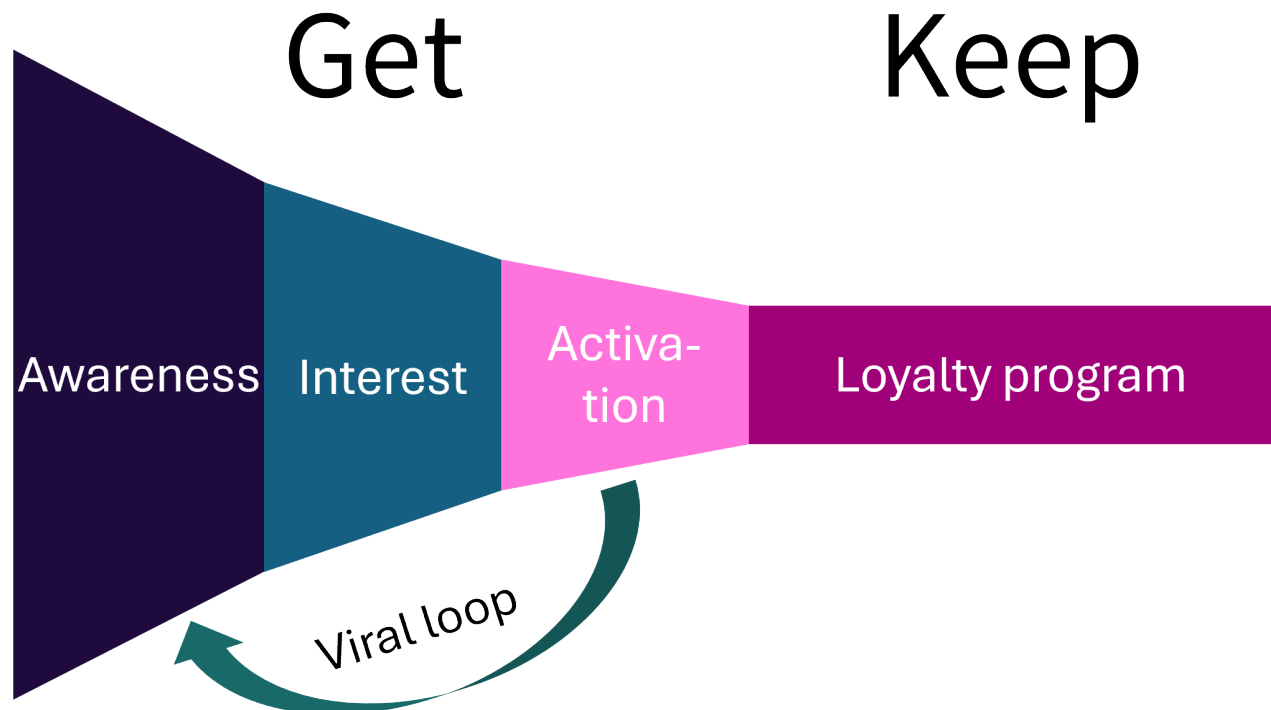 Get
Keep
Awareness
Interest
Activa-
tion
Loyalty program
Viral loop